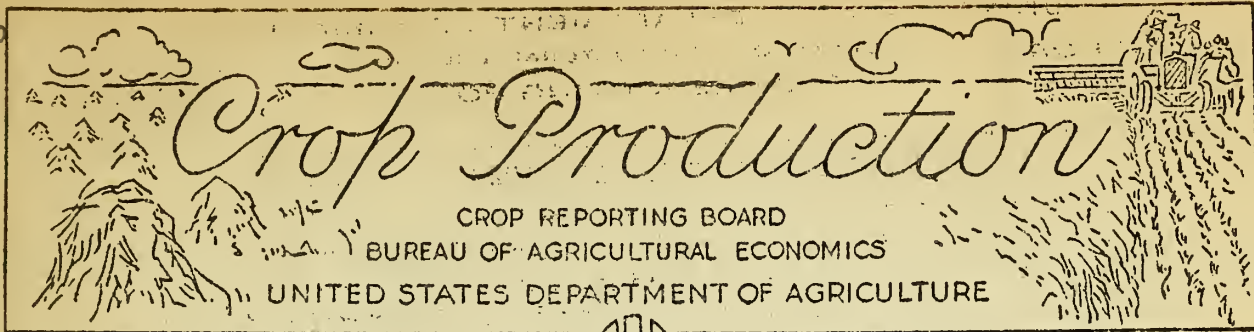 Crop Production
CROP REPORTING BOARD
BUREAU OF AGRICULTURAL ECONOMICS
UNITED STATES DEPARTMENT OF AGRICULTURE